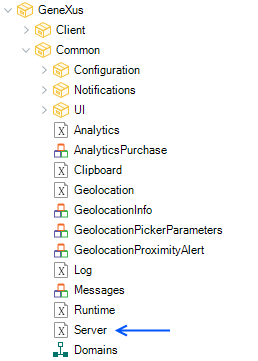 GeneXus
Client
Common
Configuration
Notifications
UI
Analytics
AnalyticsPurchase
Clipboard
Geolocation
GeolocationInfo
GeolocationPickerParameters
GeolocationProximityAlert
Log
Messages
Runtime
Server
Domains